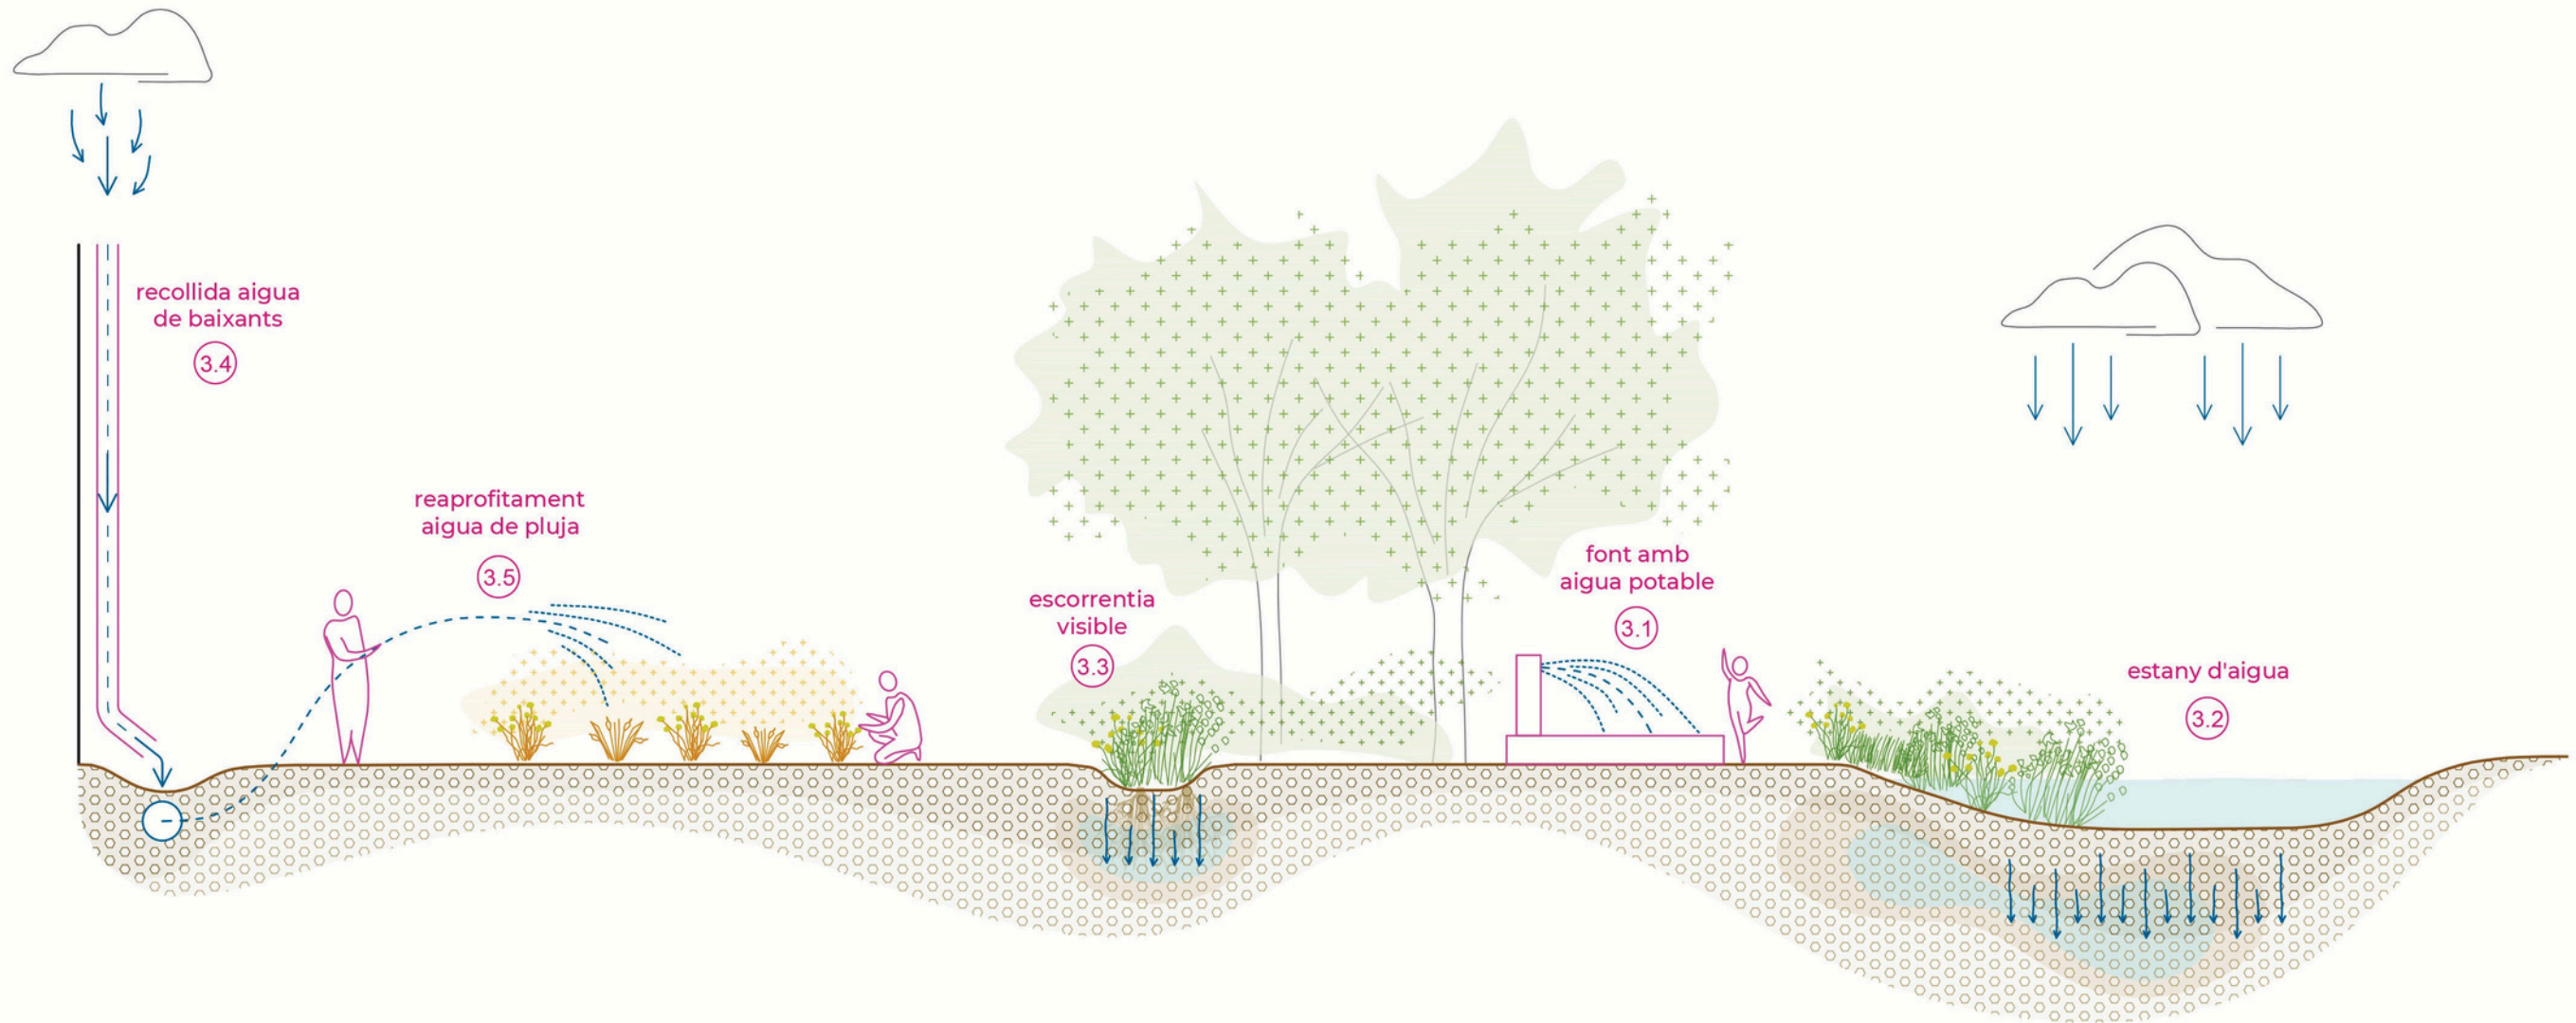 recollida aigua
de baixants
3.4
reaprofitament
aigua de pluja
3.5
escorrentia
visible
3.3
font amb
aigua potable
3.1
estany d'aigua
3.2